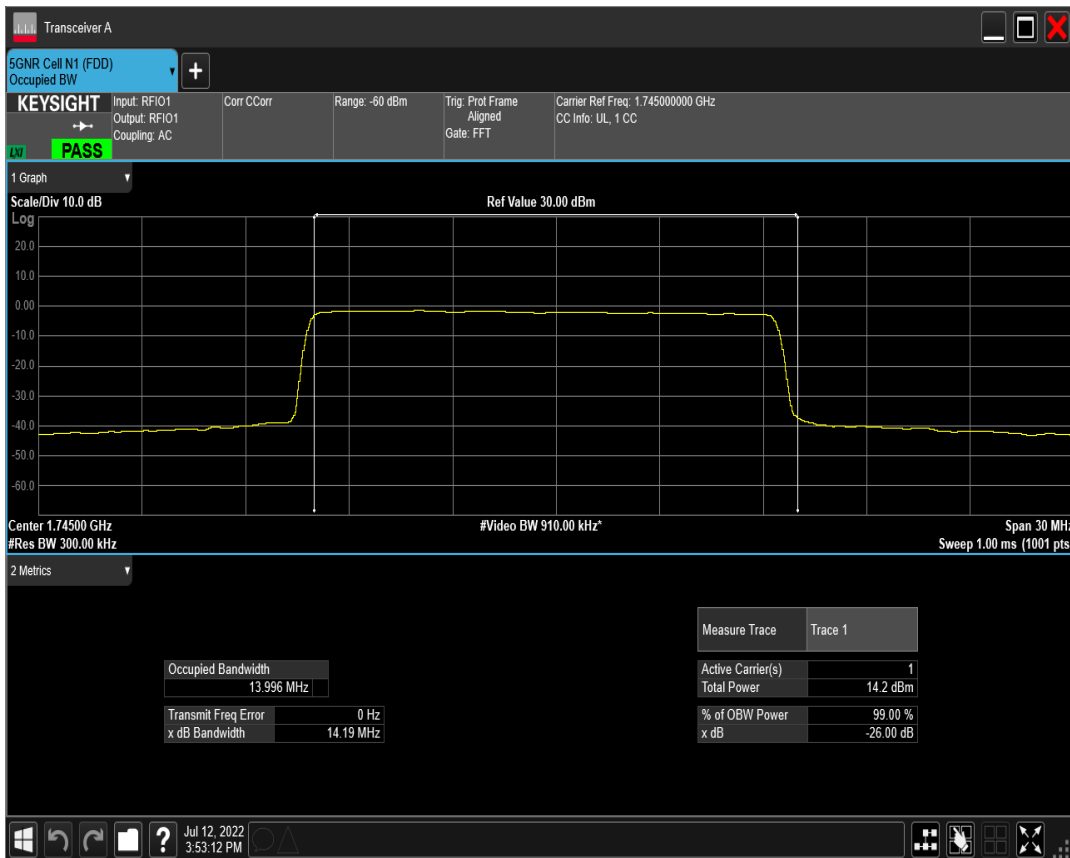 Transceiver A
5GNR Cell N1 (FDD)
Occupied BW
+
KEYSIGHT
LXI
PASS
Input: RFIO1
Output: RFIO1
Coupling: AC
Corr CCorr
Range: -60 dBm
Trig: Prot Frame
Aligned
Gate: FFT
Carrier Ref Freq: 1.745000000 GHz
CC Info: UL, 1 CC
1 Graph
Scale/Div 10.0 dB
Ref Value 30.00 dBm
Log
20.0
10.0
0.00
-10.0
-20.0
-30.0
-40.0
-50.0
-60.0
Center 1.74500 GHz
#Video BW 910.00 kHz*
Span 30 MHz
#Res BW 300.00 kHz
Sweep 1.00 ms (1001 pts
2 Metrics
Measure Trace Trace 1
Occupied Bandwidth
13.996 MHz
Active Carrier(s) 1
Total Power 14.2 dBm
Transmit Freq Error 0 Hz
x dB Bandwidth 14.19 MHz
% of OBW Power 99.00 %
x dB -26.00 dB
?
Jul 12, 2022
3:53:12 PM